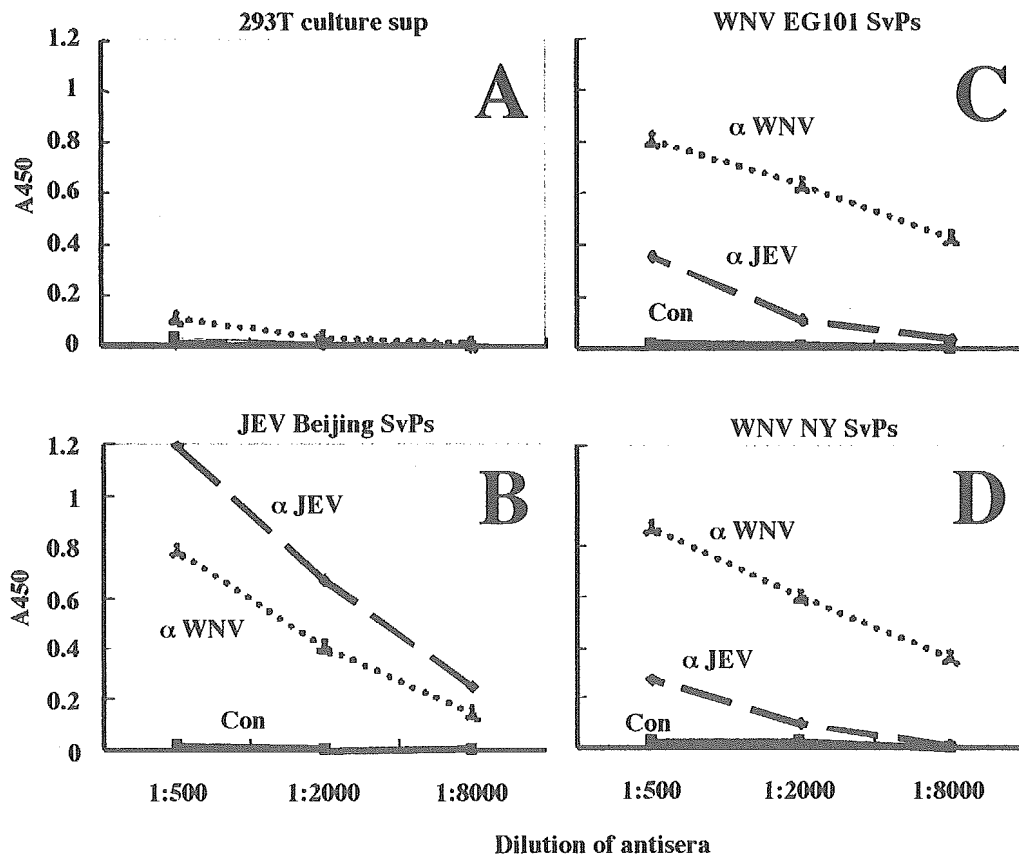 293T culture sup
A
1.2
1
0.8
0.6
0.4
0.2
0
A450
WNV EG101 SvPs
C
α WNV
α JEV
Con
JEV Beijing SvPs
B
1.2
1
0.8
0.6
0.4
0.2
0
A450
α JEV
α WNV
Con
1:500 1:2000 1:8000
WNV NY SvPs
D
α WNV
α JEV
Con
1:500 1:2000 1:8000
Dilution of antisera